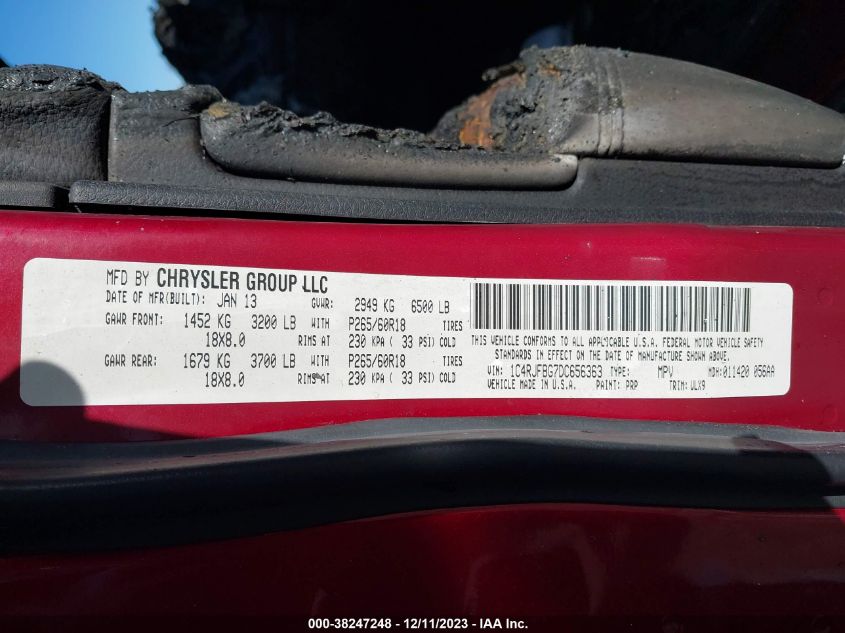 MFD BY CHRYSLER GROUP LLC
DATE OF MFR(BUILT): JAN 13 GVWR: 2949 KG 6500 LB
GAWR FRONT: 1452 KG 3200 LB WITH P265/60R18 TIRES
18X8.0 RIMS AT 230 KPA ( 33 PSI) COLD
GAWR REAR: 1679 KG 3700 LB WITH P265/60R18 TIRES
18X8.0 RIMS AT 230 KPA ( 33 PSI) COLD
THIS VEHICLE CONFORMS TO ALL APPLYCABLE U.S.A. FEDERAL MOTOR VEHICLE SAFETY
STANDARDS IN EFFECT ON THE DATE OF MANUFACTURE SHOWN ABOVE.
VIN: 1C4RJFBG7DC656363 TYPE: MPV MDH: 011420 056AA
VEHICLE MADE IN U.S.A. PAINT: PRP TRIM: VLX9
000-38247248 - 12/11/2023 - IAA Inc.